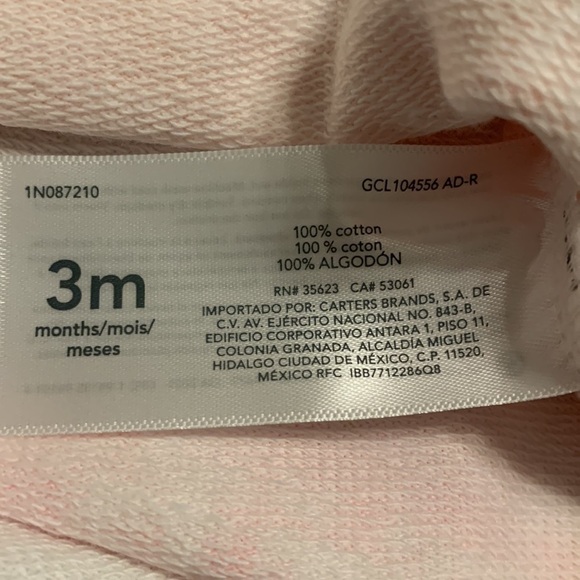 1N087210
GCL104556 AD-R
100% cotton
100 % coton
100% ALGODÓN
3m
months/mois/
meses
RN# 35623 CA# 53061
IMPORTADO POR: CARTERS BRANDS, S.A. DE
C.V. AV. EJÉRCITO NACIONAL NO. 843-B,
EDIFICIO CORPORATIVO ANTARA 1, PISO 11,
COLONIA GRANADA, ALCALDÍA MIGUEL
HIDALGO CIUDAD DE MÉXICO, C.P. 11520,
MÉXICO RFC IBB7712286Q8